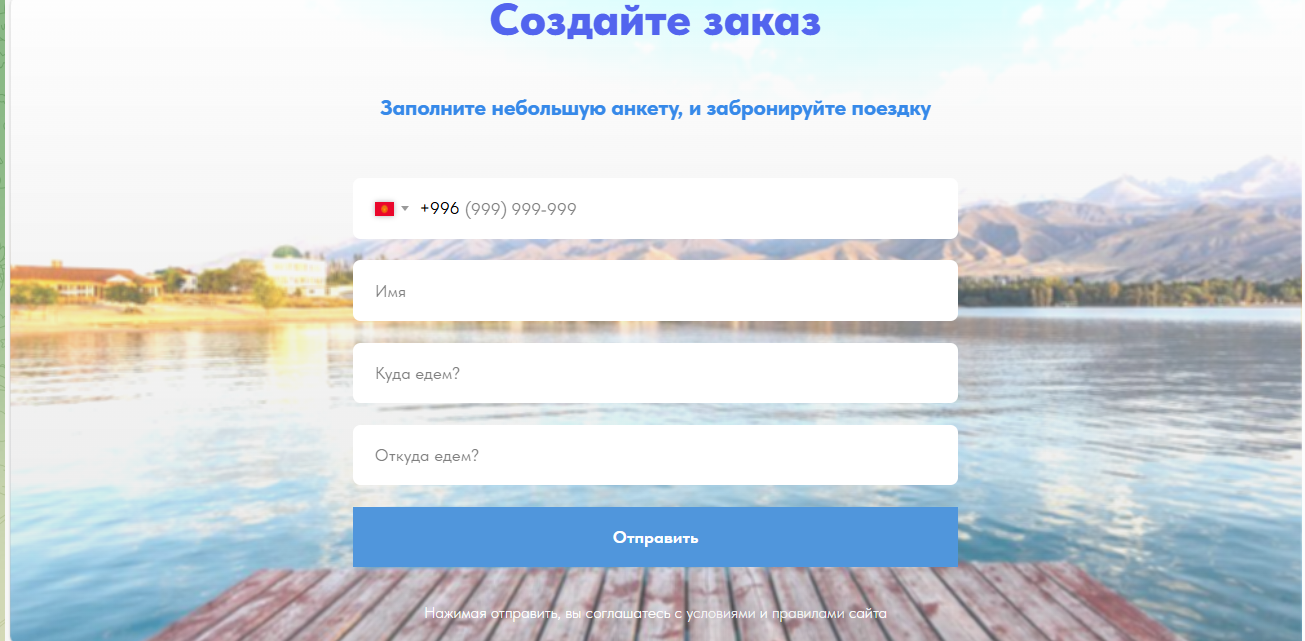 Создайте заказ
Заполните небольшую анкету, и забронируйте поездку
+996 (999) 999-999
Имя
Куда едем?
Откуда едем?
Отправить
Нажимая отправить, вы соглашатесь с условиями и правилами сайта